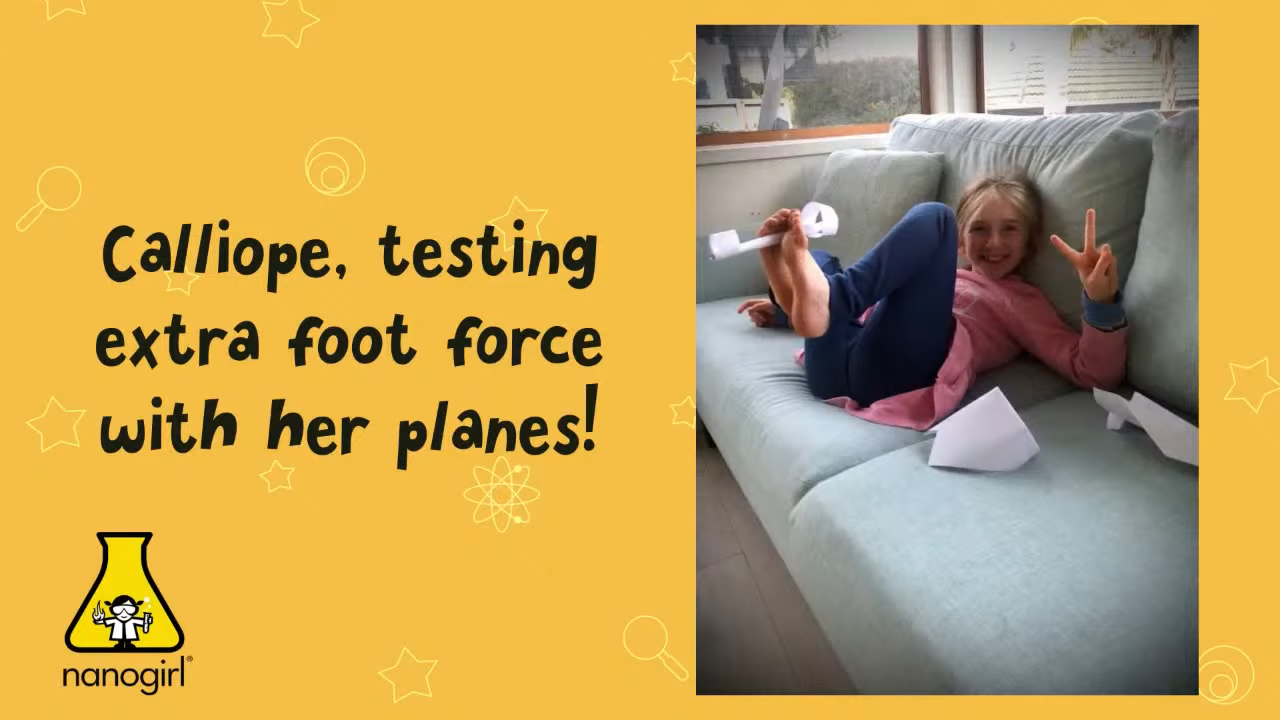 Calliope, testing
extra foot force
with her planes!
nanogirl®